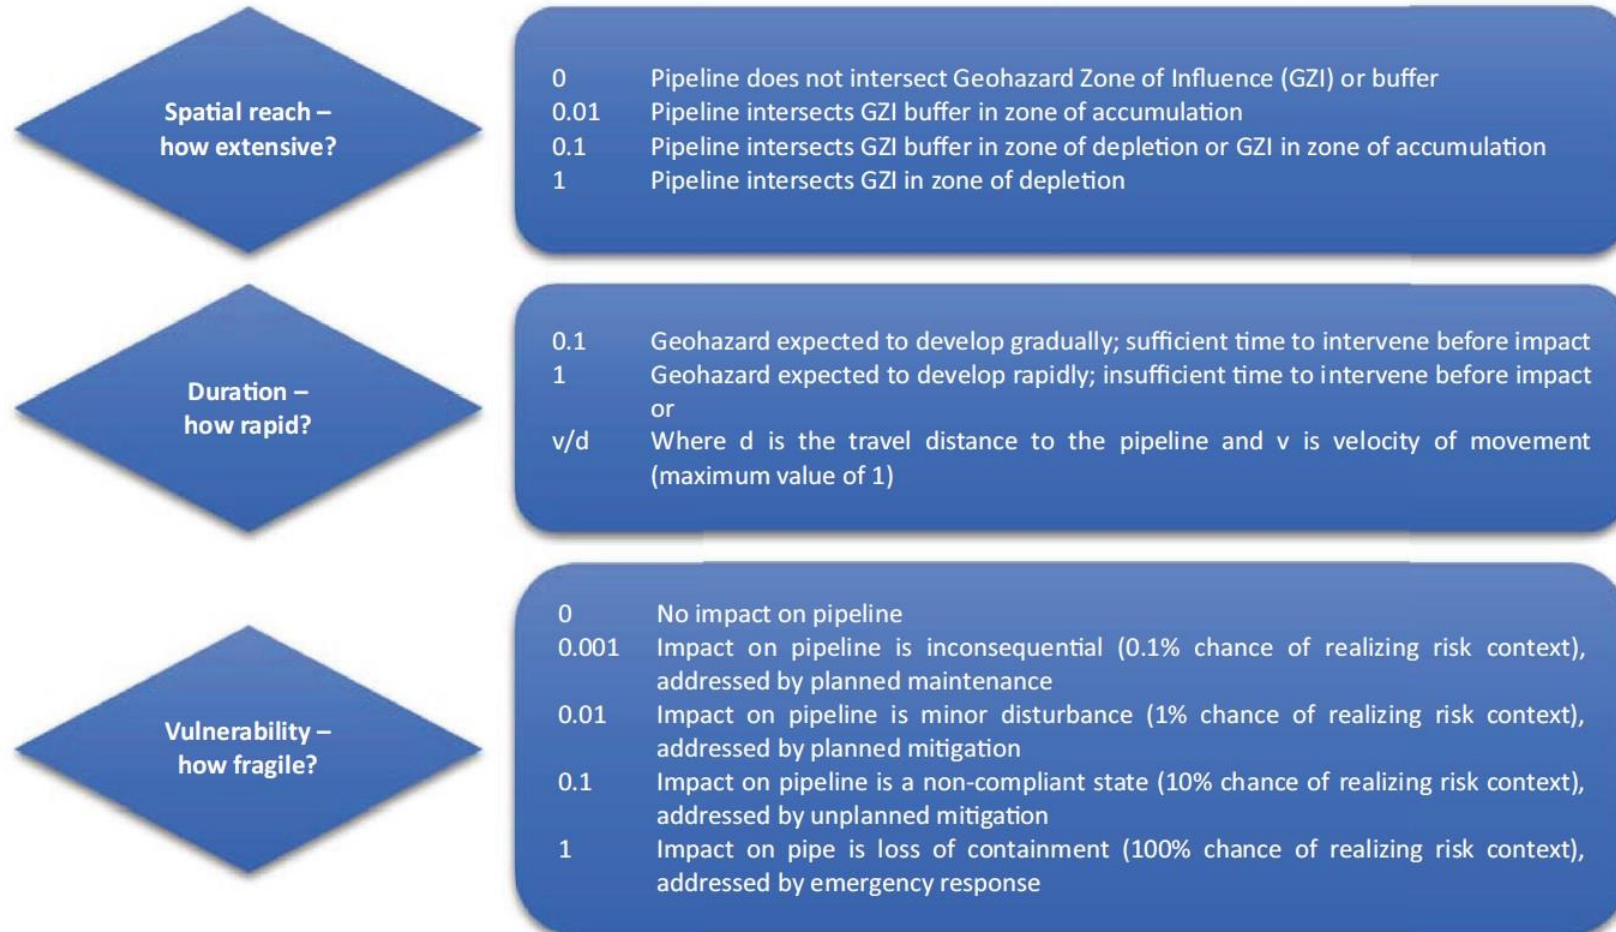 Spatial reach –
how extensive?
0 Pipeline does not intersect Geohazard Zone of Influence (GZI) or buffer
0.01 Pipeline intersects GZI buffer in zone of accumulation
0.1 Pipeline intersects GZI buffer in zone of depletion or GZI in zone of accumulation
1 Pipeline intersects GZI in zone of depletion
Duration –
how rapid?
0.1 Geohazard expected to develop gradually; sufficient time to intervene before impact
1 Geohazard expected to develop rapidly; insufficient time to intervene before impact
or
v/d Where d is the travel distance to the pipeline and v is velocity of movement
(maximum value of 1)
Vulnerability –
how fragile?
0 No impact on pipeline
0.001 Impact on pipeline is inconsequential (0.1% chance of realizing risk context),
addressed by planned maintenance
0.01 Impact on pipeline is minor disturbance (1% chance of realizing risk context),
addressed by planned mitigation
0.1 Impact on pipeline is a non-compliant state (10% chance of realizing risk context),
addressed by unplanned mitigation
1 Impact on pipe is loss of containment (100% chance of realizing risk context),
addressed by emergency response